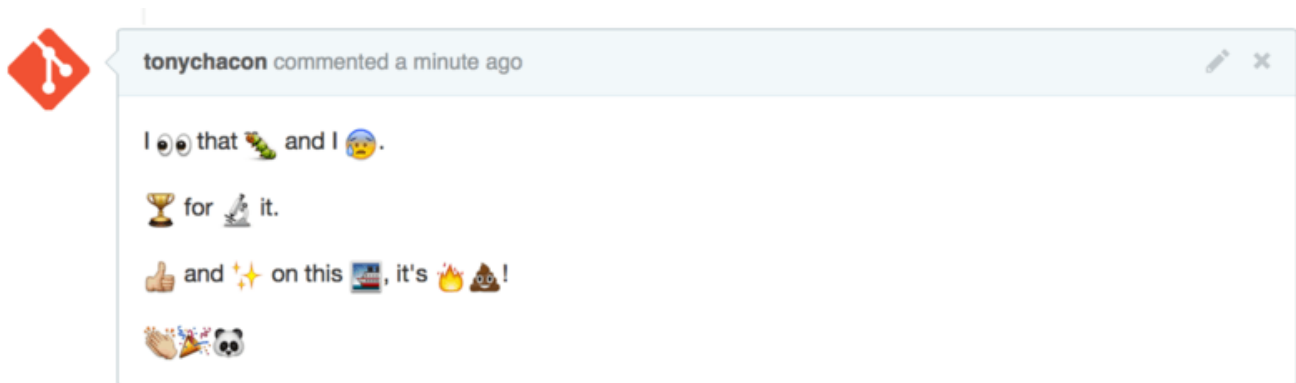 tonychacon commented a minute ago
I 👀 that 🐛 and I 😰.
🏆 for 🔬 it.
👍 and ✨ on this 🚢, it's 🔥💩!
👏🎉🐼